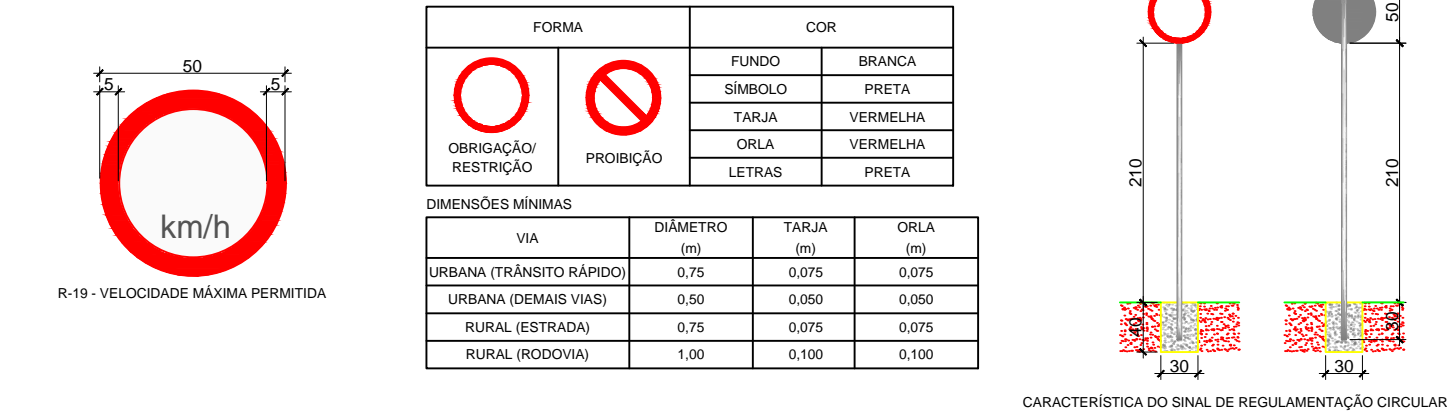 50
5
5
km/h
R-19 - VELOCIDADE MÁXIMA PERMITIDA
FORMA
COR
OBRIGAÇÃO/
RESTRIÇÃO
PROIBIÇÃO
FUNDO BRANCA
SÍMBOLO PRETA
TARJA VERMELHA
ORLA VERMELHA
LETRAS PRETA
DIMENSÕES MÍNIMAS
VIA DIÂMETRO (m) TARJA (m) ORLA (m)
URBANA (TRÂNSITO RÁPIDO) 0,75 0,075 0,075
URBANA (DEMAIS VIAS) 0,50 0,050 0,050
RURAL (ESTRADA) 0,75 0,075 0,075
RURAL (RODOVIA) 1,00 0,100 0,100
50
210
210
40
30
30
30
CARACTERÍSTICA DO SINAL DE REGULAMENTAÇÃO CIRCULAR